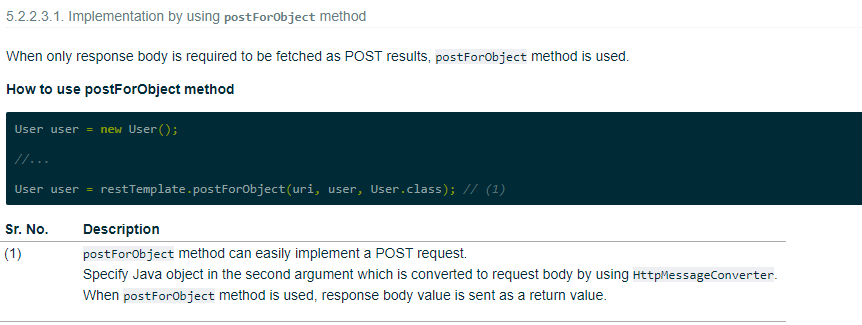 5.2.2.3.1. Implementation by using postForObject method
When only response body is required to be fetched as POST results, postForObject method is used.
How to use postForObject method
User user = new User();
//...
User user = restTemplate.postForObject(uri, user, User.class); // (1)
Sr. No. Description
(1) postForObject method can easily implement a POST request.
Specify Java object in the second argument which is converted to request body by using HttpMessageConverter.
When postForObject method is used, response body value is sent as a return value.